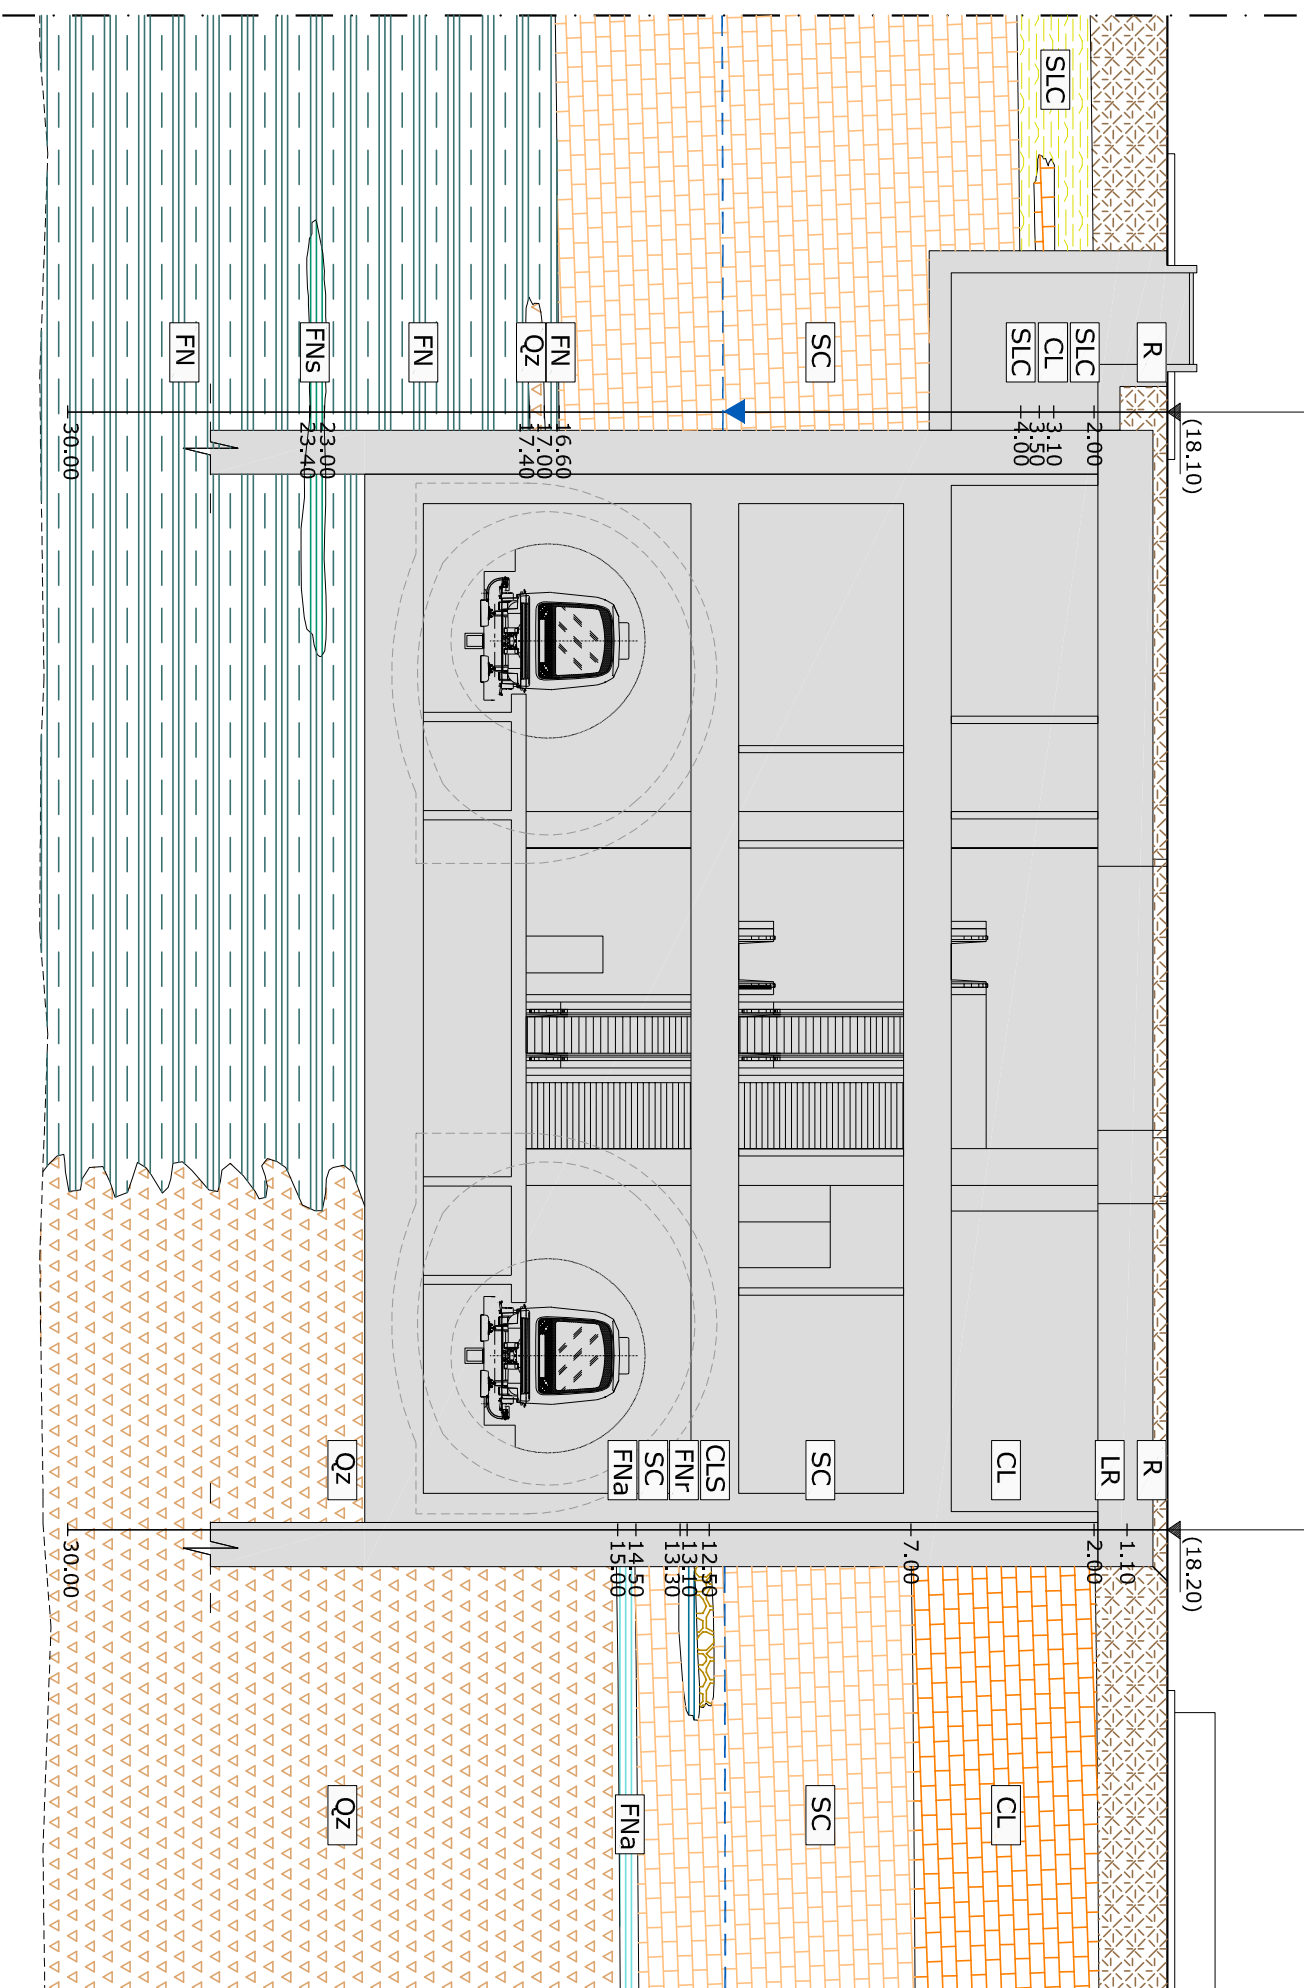 (18.10)
R
SLC
SLC
CL
SLC
SC
FN
Qz
FN
FNs
FN
2.00
3.10
3.50
4.00
16.60
17.00
17.40
23.00
23.40
30.00
(18.20)
R
LR
CL
SC
CLS
FNr
SC
FNa
Qz
1.10
2.00
7.00
12.50
13.10
13.30
14.50
15.00
30.00
CL
SC
FNa
Qz